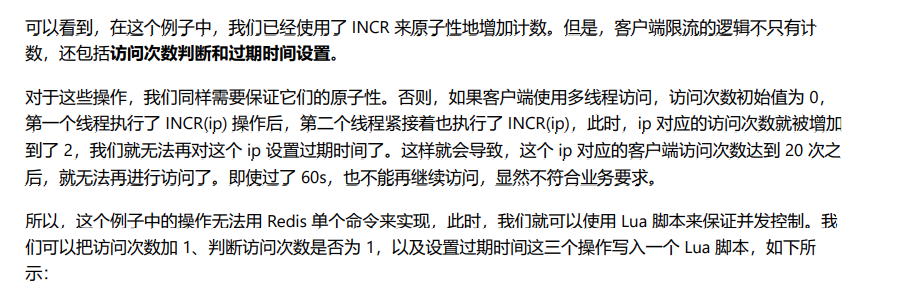 可以看到，在这个例子中，我们已经使用了 INCR 来原子性地增加计数。但是，客户端限流的逻辑不只有计
数，还包括访问次数判断和过期时间设置。
对于这些操作，我们同样需要保证它们的原子性。否则，如果客户端使用多线程访问，访问次数初始值为 0，
第一个线程执行了 INCR(ip) 操作后，第二个线程紧接着也执行了 INCR(ip)，此时，ip 对应的访问次数就被增加
到了 2，我们就无法再对这个 ip 设置过期时间了。这样就会导致，这个 ip 对应的客户端访问次数达到 20 次之
后，就无法再进行访问了。即使过了 60s，也不能再继续访问，显然不符合业务要求。
所以，这个例子中的操作无法用 Redis 单个命令来实现，此时，我们就可以使用 Lua 脚本来保证并发控制。我
们可以把访问次数加 1、判断访问次数是否为 1，以及设置过期时间这三个操作写入一个 Lua 脚本，如下所
示：